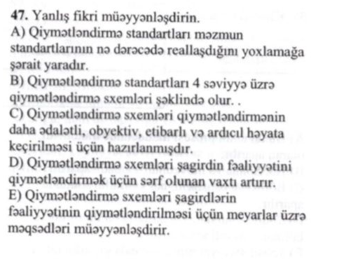 47. Yanlış fikri müəyyənləşdirin.
A) Qiymətləndirmə standartları məzmun
standartlarının nə dərəcədə reallaşdığını yoxlamağa
şərait yaradır.
B) Qiymətləndirmə standartları 4 səviyyə üzrə
qiymətləndirmə sxemləri şəklində olur. .
C) Qiymətləndirmə sxemləri qiymətləndirmənin
daha ədalətli, obyektiv, etibarlı və ardıcıl həyata
keçirilməsi üçün hazırlanmışdır.
D) Qiymətləndirmə sxemləri şagirdin fəaliyyətini
qiymətləndirmək üçün sərf olunan vaxtı artırır.
E) Qiymətləndirmə sxemləri şagirdlərin
fəaliyyətinin qiymətləndirilməsi üçün meyarlar üzrə
məqsədləri müəyyənləşdirir.